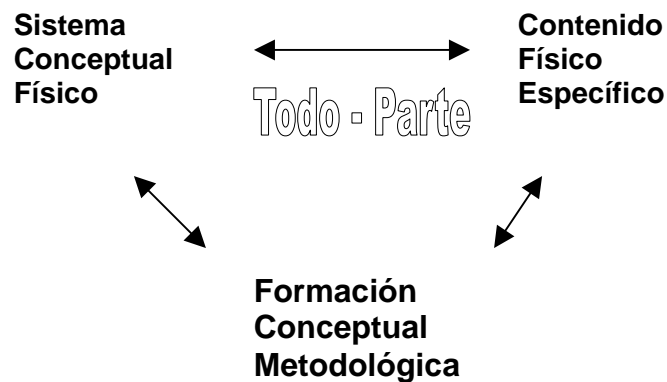 Sistema
Conceptual
Físico
Contenido
Físico
Específico
Todo - Parte
Formación
Conceptual
Metodológica